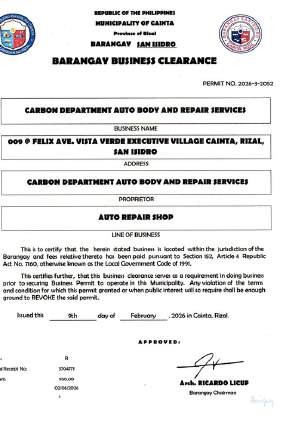 REPUBLIC OF THE PHILIPPINES
MUNICIPALITY OF CAINTA
Province of Rizal
BARANGAY SAN ISIDRO
BARANGAY BUSINESS CLEARANCE
PERMIT NO. 2026-3-2052
CARBON DEPARTMENT AUTO BODY AND REPAIR SERVICES
BUSINESS NAME
009 @ FELIX AVE. VISTA VERDE EXECUTIVE VILLAGE CAINTA, RIZAL,
SAN ISIDRO
ADDRESS
CARBON DEPARTMENT AUTO BODY AND REPAIR SERVICES
PROPRIETOR
AUTO REPAIR SHOP
LINE OF BUSINESS
This is to certify that the herein stated business is located within the jurisdiction of the
Barangay and fees relative thereto has been paid pursuant to Section 152, Article 4 Republic
Act No. 7160, otherwise known as the Local Government Code of 1991.
This certifies further, that this business clearance serves as a requirement in doing business
prior to securing Business Permit to operate in this Municipality. Any violation of the terms
and condition for which this permit granted or when public interest will so require shall be enough
ground to REVOKE the said permit.
Issued this 9th day of February , 2026 in Cainta, Rizal.
APPROVED:
R
Receipt No.
02/06/2026
Arch. RICARDO LICUP
Barangay Chairman